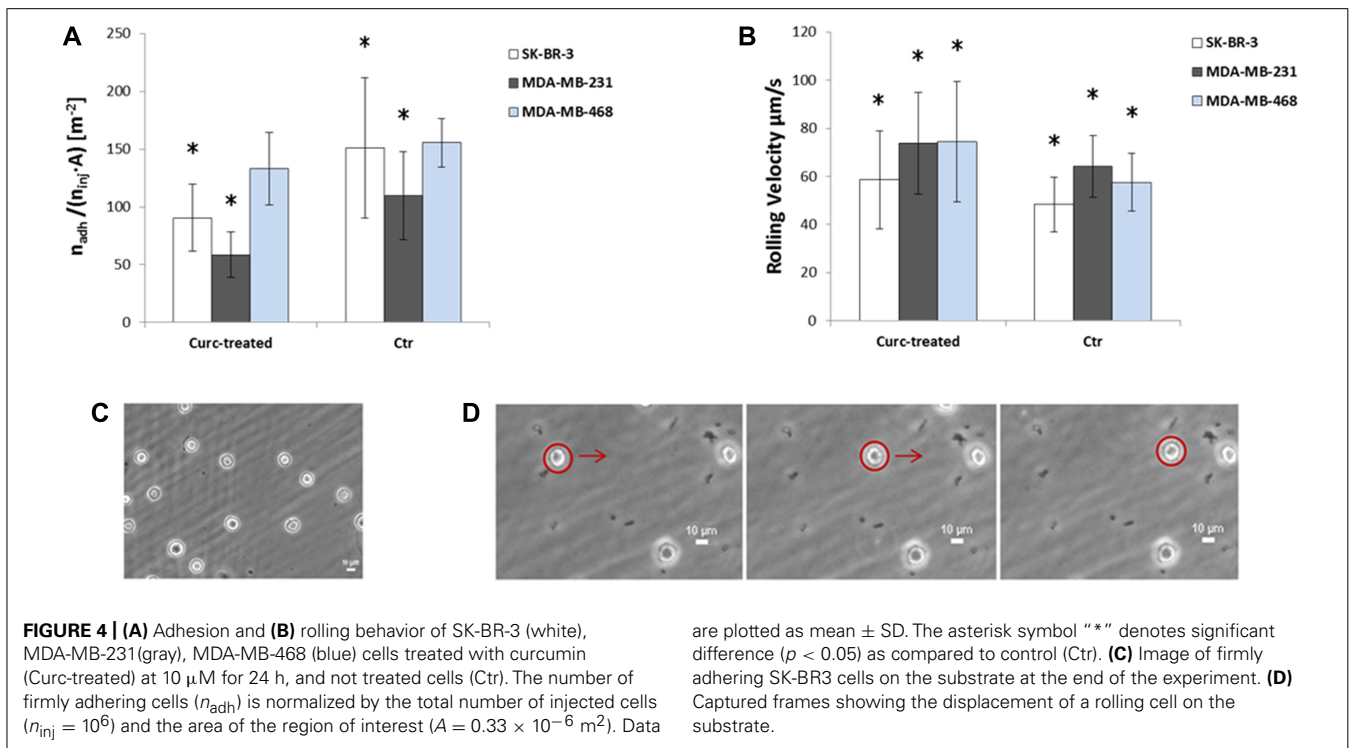 A
250
200
150
100
50
0
n_adh /(n_inj·A) [m⁻²]
*
*
*
*
Curc-treated
Ctr
SK-BR-3
MDA-MB-231
MDA-MB-468
B
120
100
80
60
40
20
0
Rolling Velocity µm/s
*
*
*
*
*
*
Curc-treated
Ctr
SK-BR-3
MDA-MB-231
MDA-MB-468
C
10 µm
D
10 µm
10 µm
10 µm
FIGURE 4 | (A) Adhesion and (B) rolling behavior of SK-BR-3 (white),
MDA-MB-231(gray), MDA-MB-468 (blue) cells treated with curcumin
(Curc-treated) at 10 µM for 24 h, and not treated cells (Ctr). The number of
firmly adhering cells (n_adh) is normalized by the total number of injected cells
(n_inj = 10⁶) and the area of the region of interest (A = 0.33 × 10⁻⁶ m²). Data
are plotted as mean ± SD. The asterisk symbol "*" denotes significant
difference (p < 0.05) as compared to control (Ctr). (C) Image of firmly
adhering SK-BR3 cells on the substrate at the end of the experiment. (D)
Captured frames showing the displacement of a rolling cell on the
substrate.